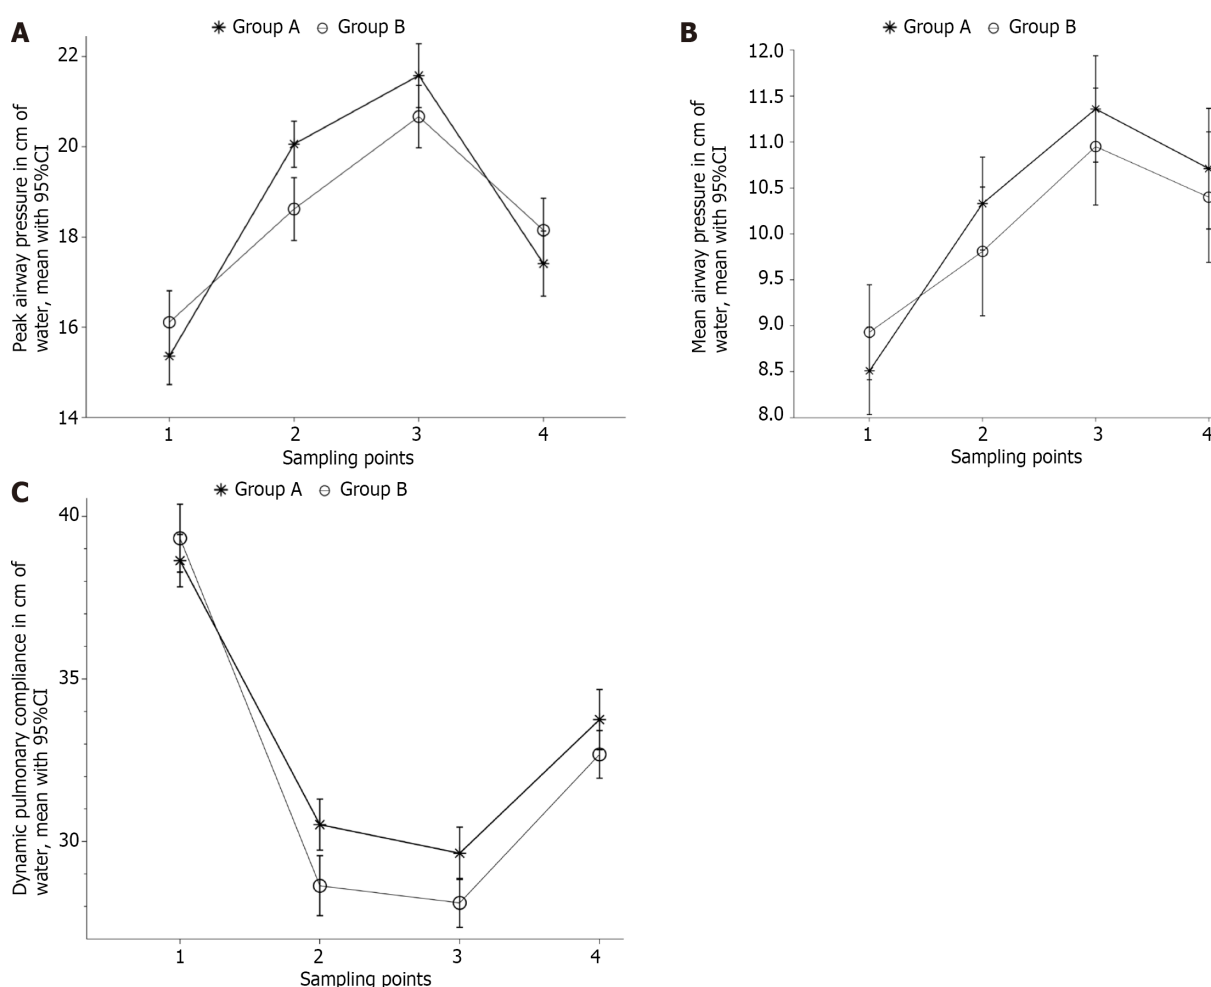 A
Group A Group B
Peak airway pressure in cm of
water, mean with 95%CI
22
20
18
16
14
1 2 3 4
Sampling points
B
Group A Group B
Mean airway pressure in cm of
water, mean with 95%CI
12.0
11.5
11.0
10.5
10.0
9.5
9.0
8.5
8.0
1 2 3 4
Sampling points
C
Group A Group B
Dynamic pulmonary compliance in cm of
water, mean with 95%CI
40
35
30
1 2 3 4
Sampling points